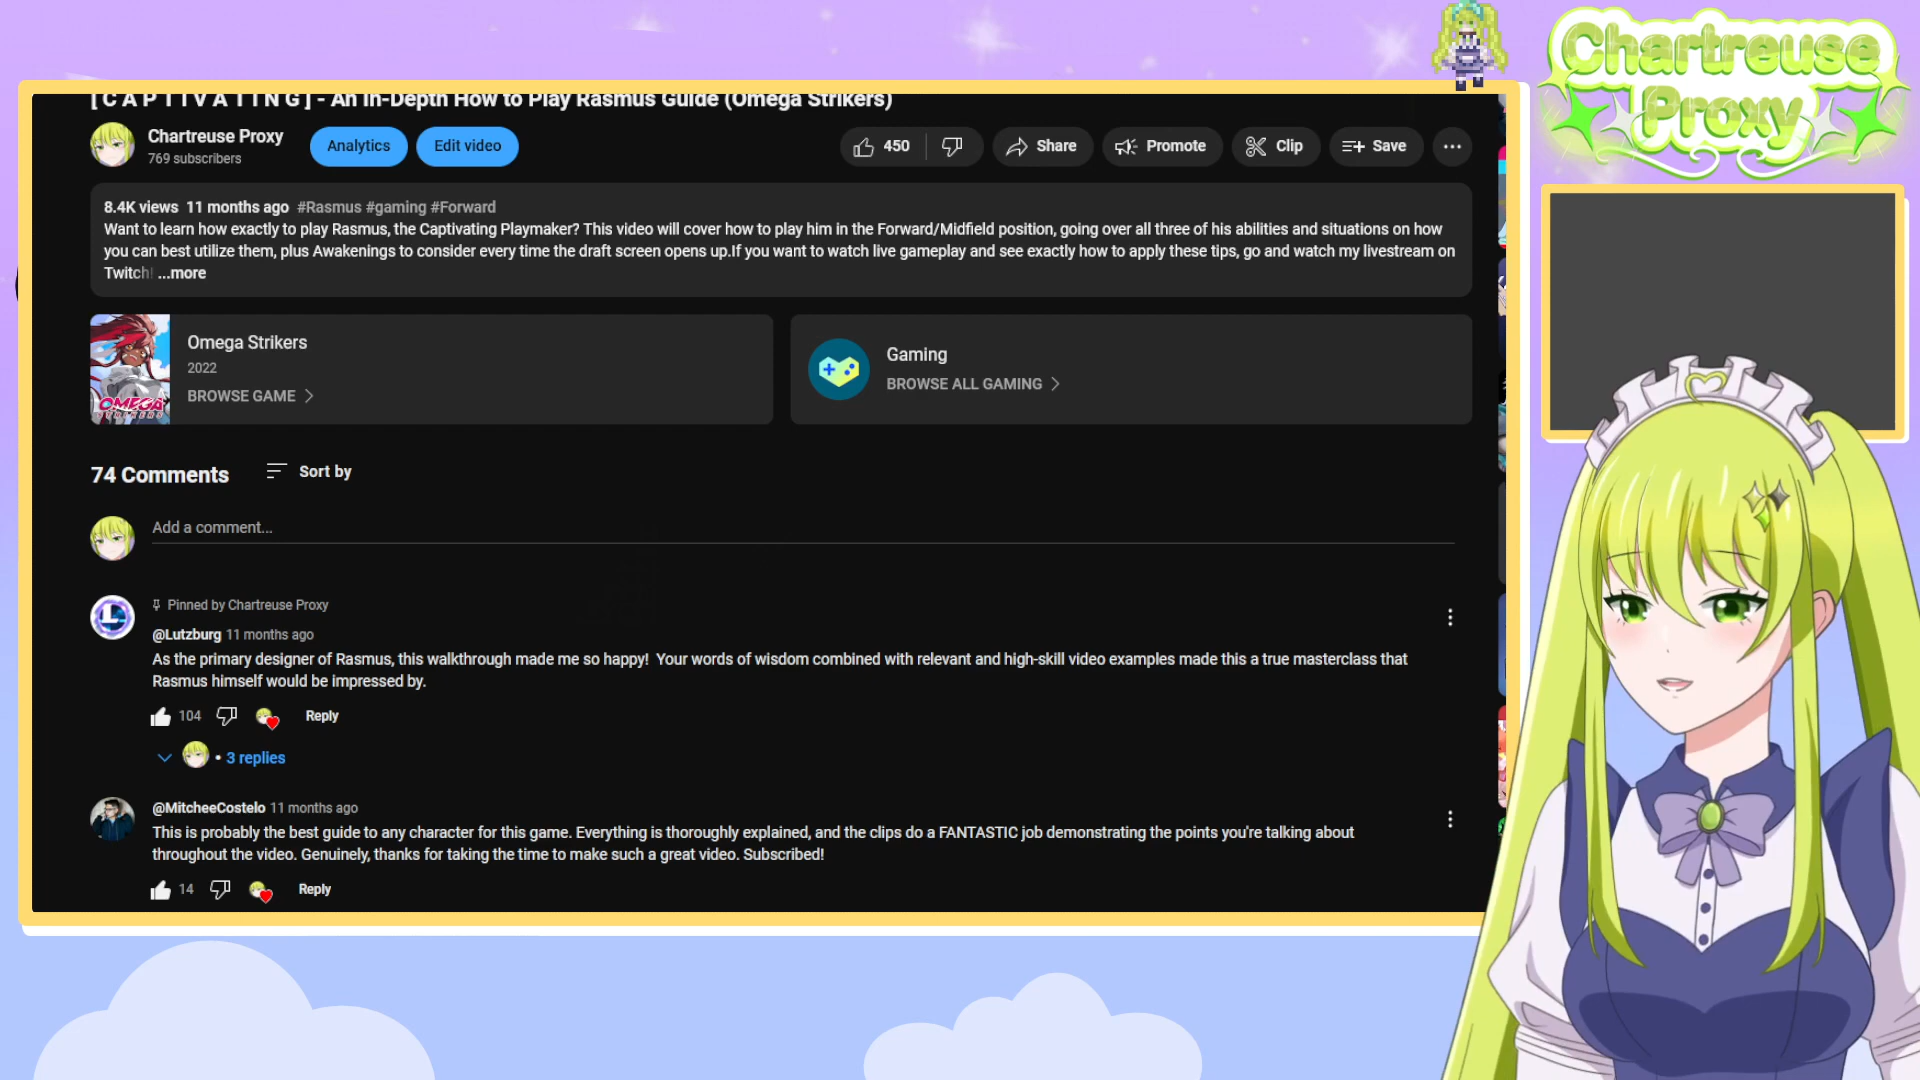 Chartreuse
Proxy
[ C A P T I V A T I N G ] - An In-Depth How to Play Rasmus Guide (Omega Strikers)
Chartreuse Proxy
769 subscribers
Analytics
Edit video
450
Share
Promote
Clip
Save
8.4K views 11 months ago #Rasmus #gaming #Forward
Want to learn how exactly to play Rasmus, the Captivating Playmaker? This video will cover how to play him in the Forward/Midfield position, going over all three of his abilities and situations on how
you can best utilize them, plus Awakenings to consider every time the draft screen opens up.If you want to watch live gameplay and see exactly how to apply these tips, go and watch my livestream on
Twitch! ...more
OMEGA
STRIKERS
Omega Strikers
2022
BROWSE GAME
Gaming
BROWSE ALL GAMING
74 Comments
Sort by
Add a comment...
Pinned by Chartreuse Proxy
@Lutzburg 11 months ago
As the primary designer of Rasmus, this walkthrough made me so happy! Your words of wisdom combined with relevant and high-skill video examples made this a true masterclass that
Rasmus himself would be impressed by.
104
Reply
• 3 replies
@MitcheeCostelo 11 months ago
This is probably the best guide to any character for this game. Everything is thoroughly explained, and the clips do a FANTASTIC job demonstrating the points you're talking about
throughout the video. Genuinely, thanks for taking the time to make such a great video. Subscribed!
14
Reply